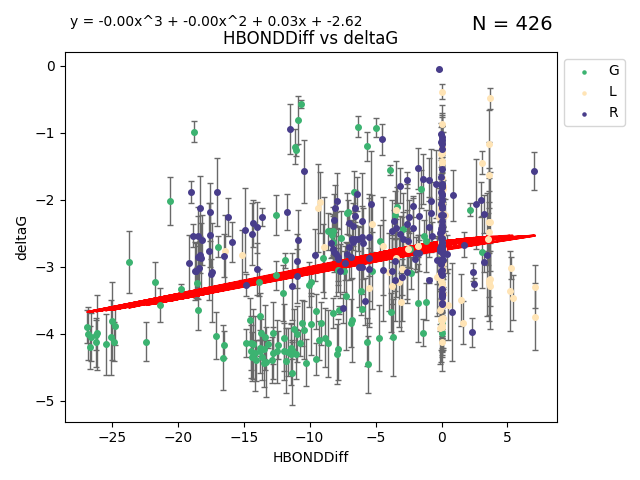 y = -0.00x^3 + -0.00x^2 + 0.03x + -2.62
N = 426
HBONDDiff vs deltaG
G
L
R
deltaG
0
−1
−2
−3
−4
−5
−25
−20
−15
−10
−5
0
5
HBONDDiff